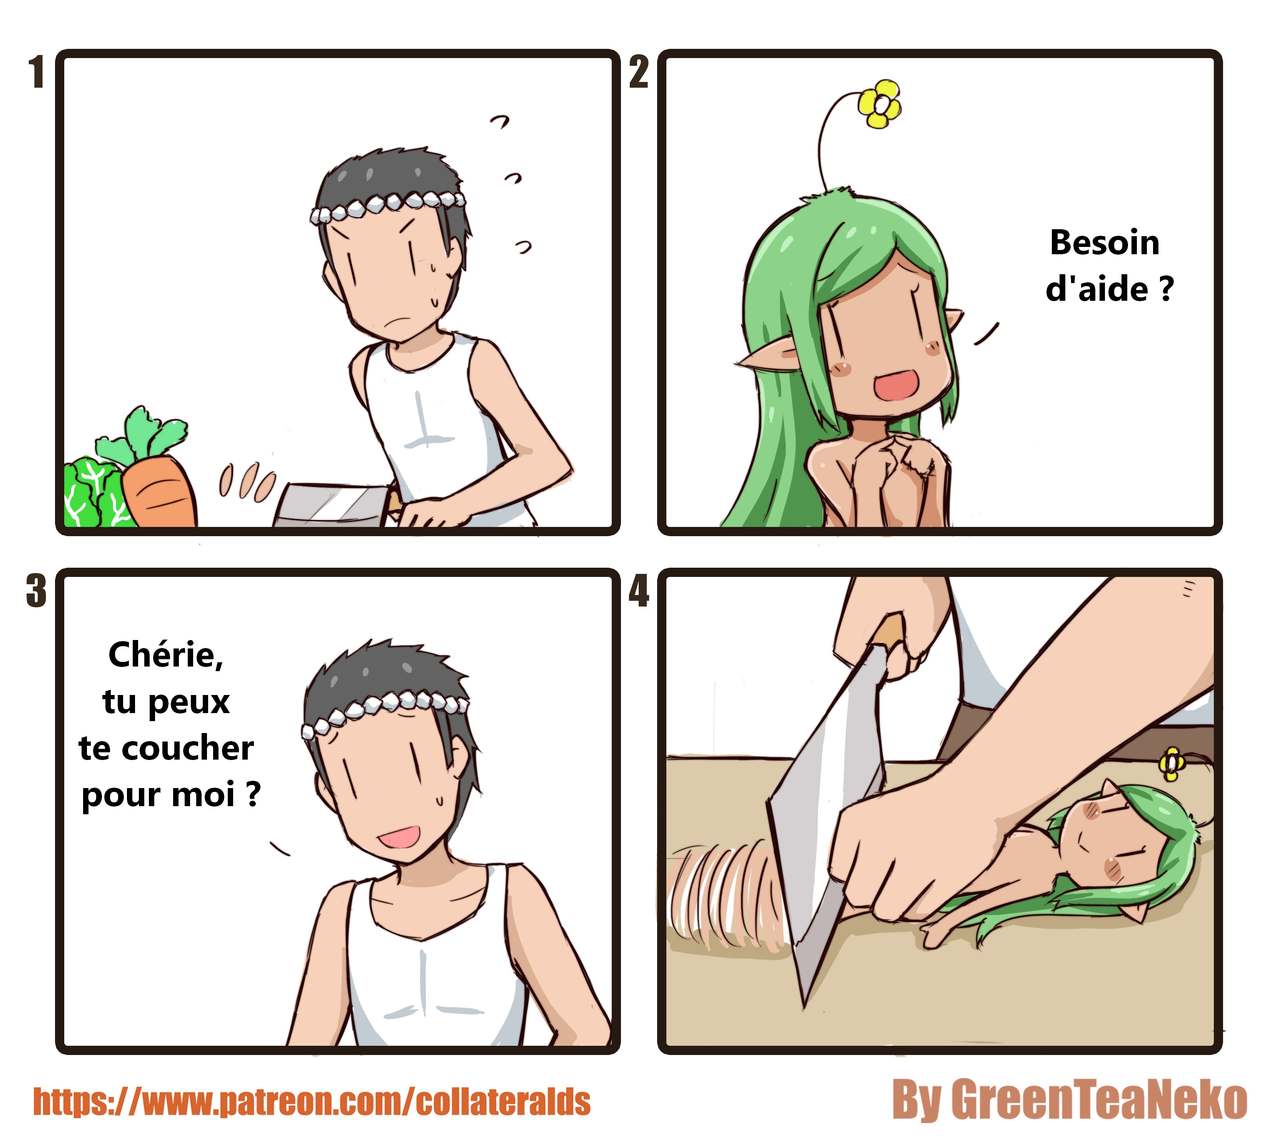 1
2
Besoin
d'aide ?
3
Chérie,
tu peux
te coucher
pour moi ?
4
https://www.patreon.com/collateralds
By GreenTeaNeko